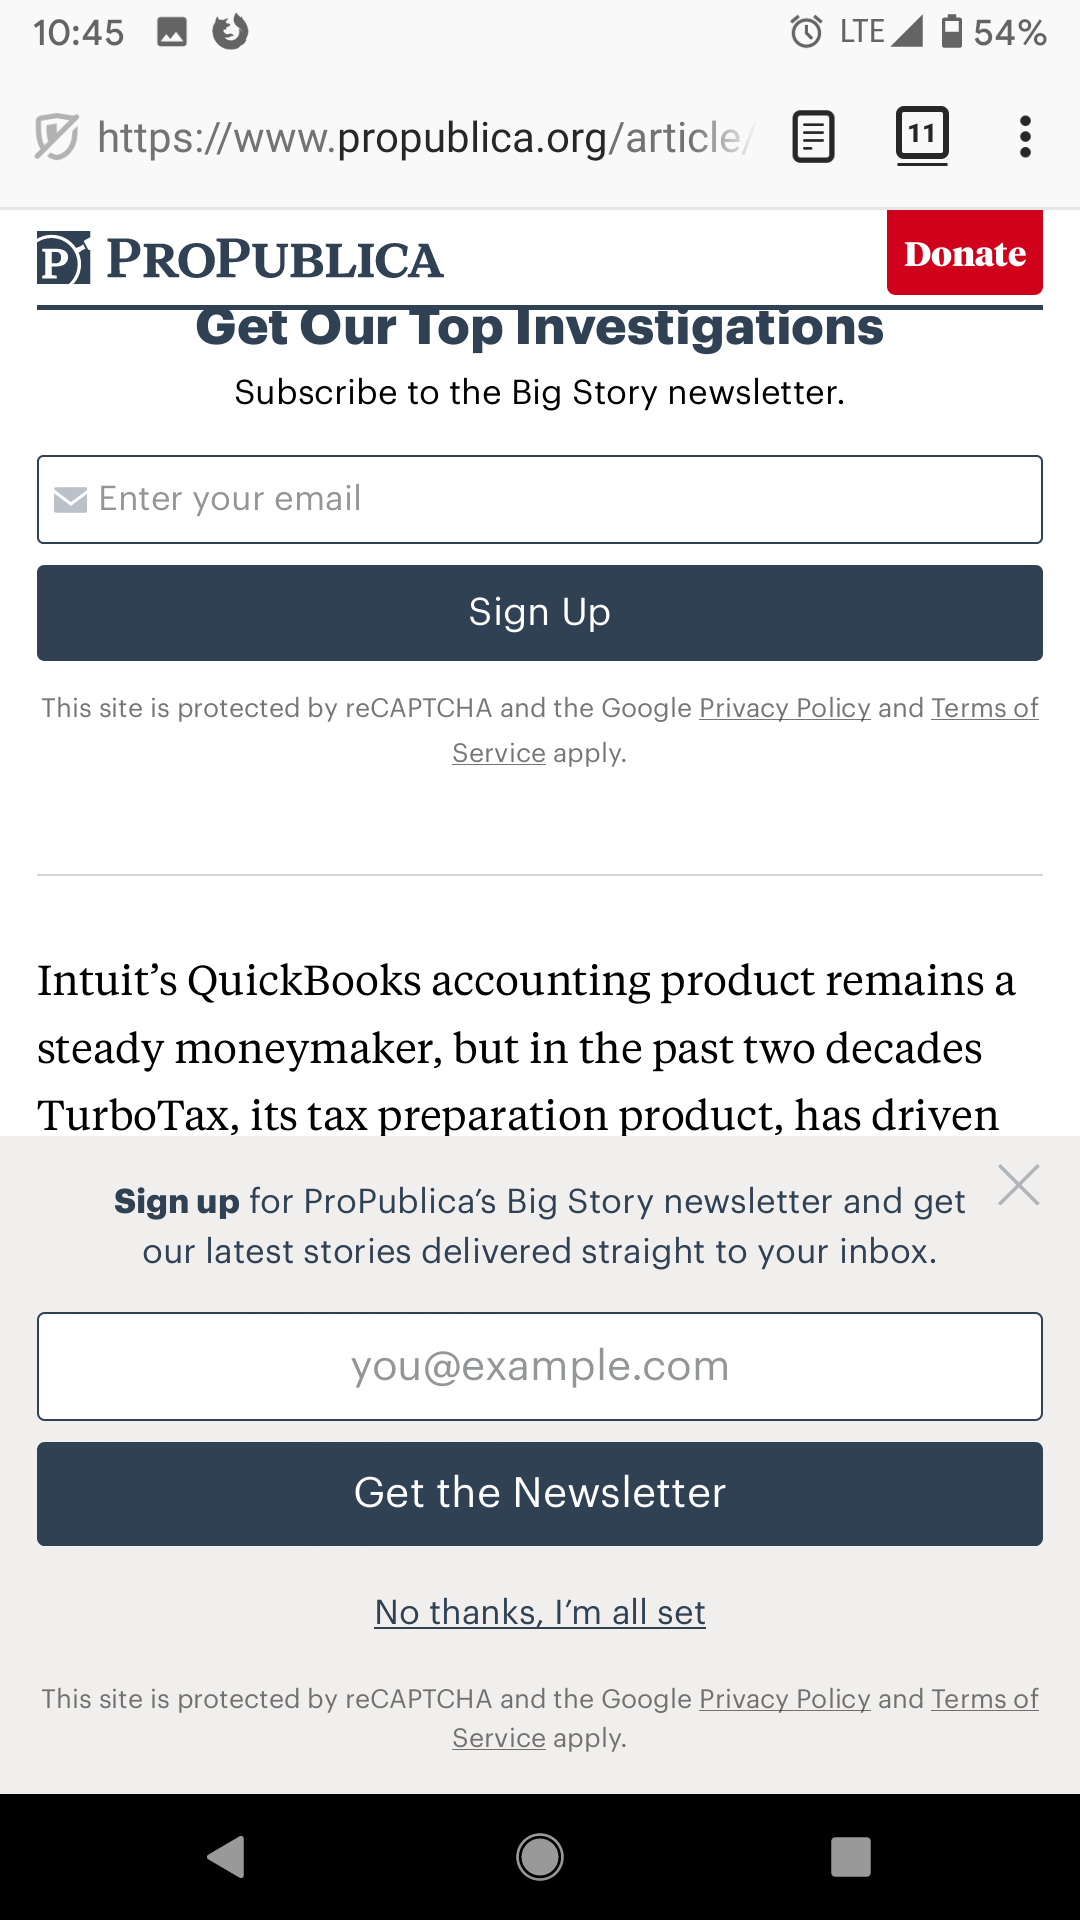 10:45 LTE 54%
https://www.propublica.org/article/ 11
PROPUBLICA Donate
Get Our Top Investigations
Subscribe to the Big Story newsletter.
Enter your email
Sign Up
This site is protected by reCAPTCHA and the Google Privacy Policy and Terms of
Service apply.
Intuit’s QuickBooks accounting product remains a
steady moneymaker, but in the past two decades
TurboTax, its tax preparation product, has driven
Sign up for ProPublica’s Big Story newsletter and get
our latest stories delivered straight to your inbox.
you@example.com
Get the Newsletter
No thanks, I’m all set
This site is protected by reCAPTCHA and the Google Privacy Policy and Terms of
Service apply.